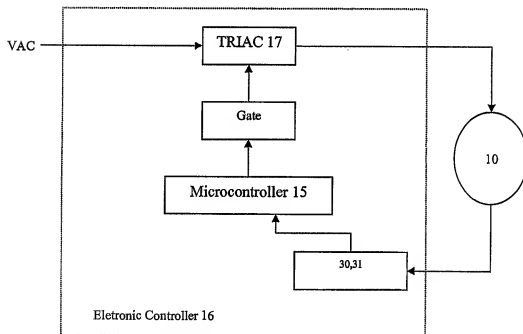 VAC
TRIAC 17
Gate
10
Microcontroller 15
30,31
Eletronic Controller 16